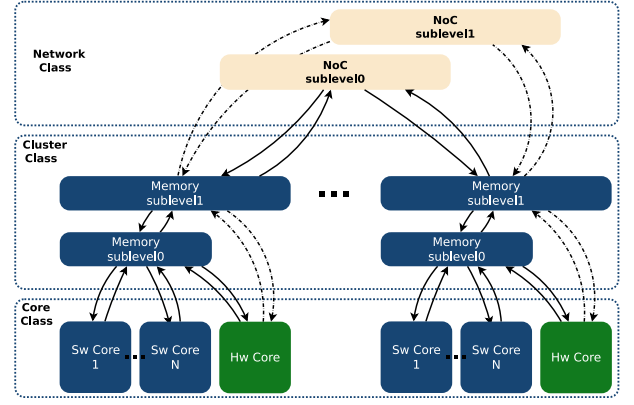 Network
Class
NoC
sublevel1
NoC
sublevel0
Cluster
Class
Memory
sublevel1
Memory
sublevel1
Memory
sublevel0
Memory
sublevel0
Core
Class
Sw Core
1
Sw Core
N
Hw Core
Sw Core
1
Sw Core
N
Hw Core